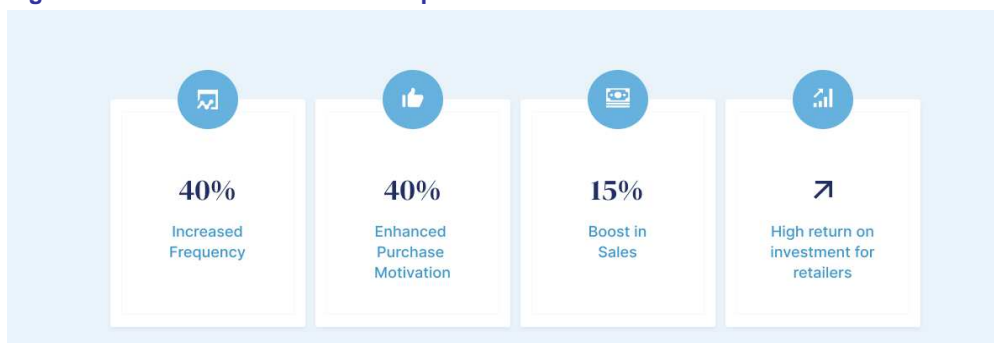 40%
Increased
Frequency
40%
Enhanced
Purchase
Motivation
15%
Boost in
Sales
High return on
investment for
retailers